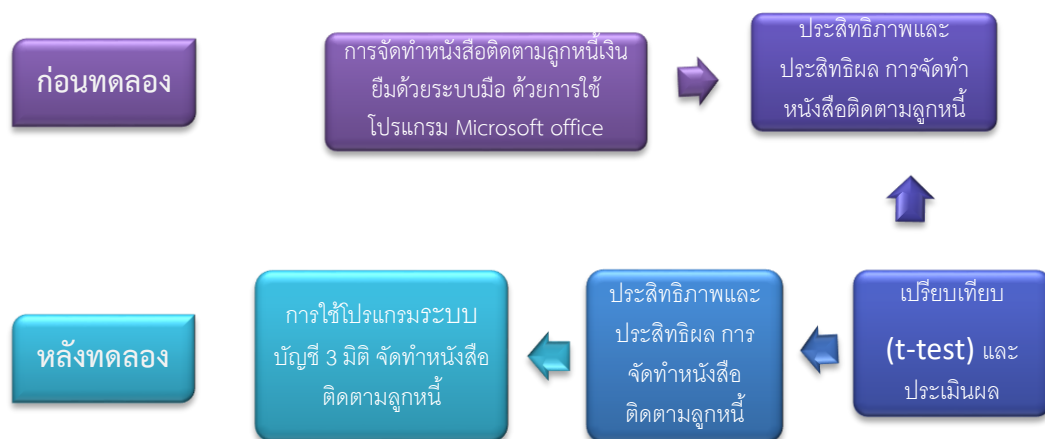 ก่อนทดลอง
การจัดทำหนังสือติดตามลูกหนี้เงิน
ยืมด้วยระบบมือ ด้วยการใช้
โปรแกรม Microsoft office
ประสิทธิภาพและ
ประสิทธิผล การจัดทำ
หนังสือติดตามลูกหนี้
หลังทดลอง
การใช้โปรแกรมระบบ
บัญชี 3 มิติ จัดทำหนังสือ
ติดตามลูกหนี้
ประสิทธิภาพและ
ประสิทธิผล การ
จัดทำหนังสือ
ติดตามลูกหนี้
เปรียบเทียบ
(t-test) และ
ประเมินผล